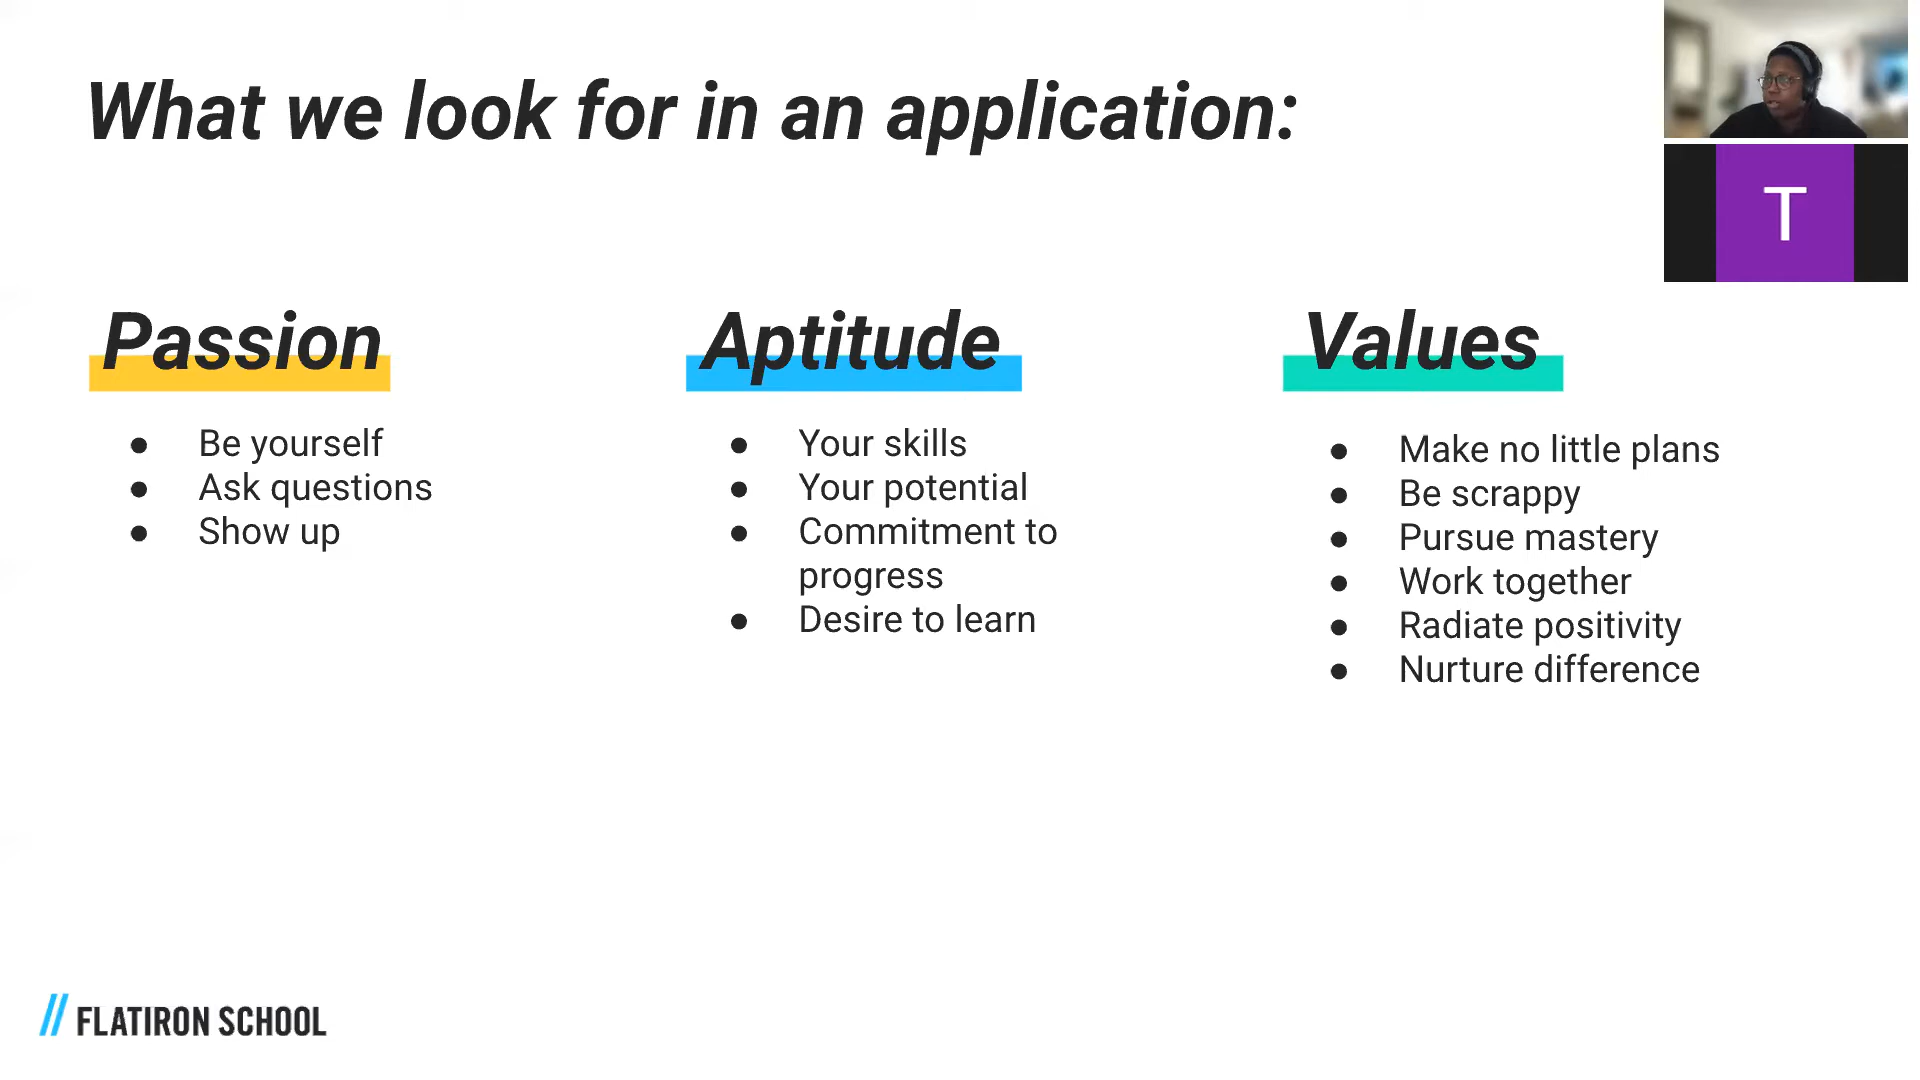 What we look for in an application:
T
Passion
Be yourself
Ask questions
Show up
Aptitude
Your skills
Your potential
Commitment to
progress
Desire to learn
Values
Make no little plans
Be scrappy
Pursue mastery
Work together
Radiate positivity
Nurture difference
// FLATIRON SCHOOL